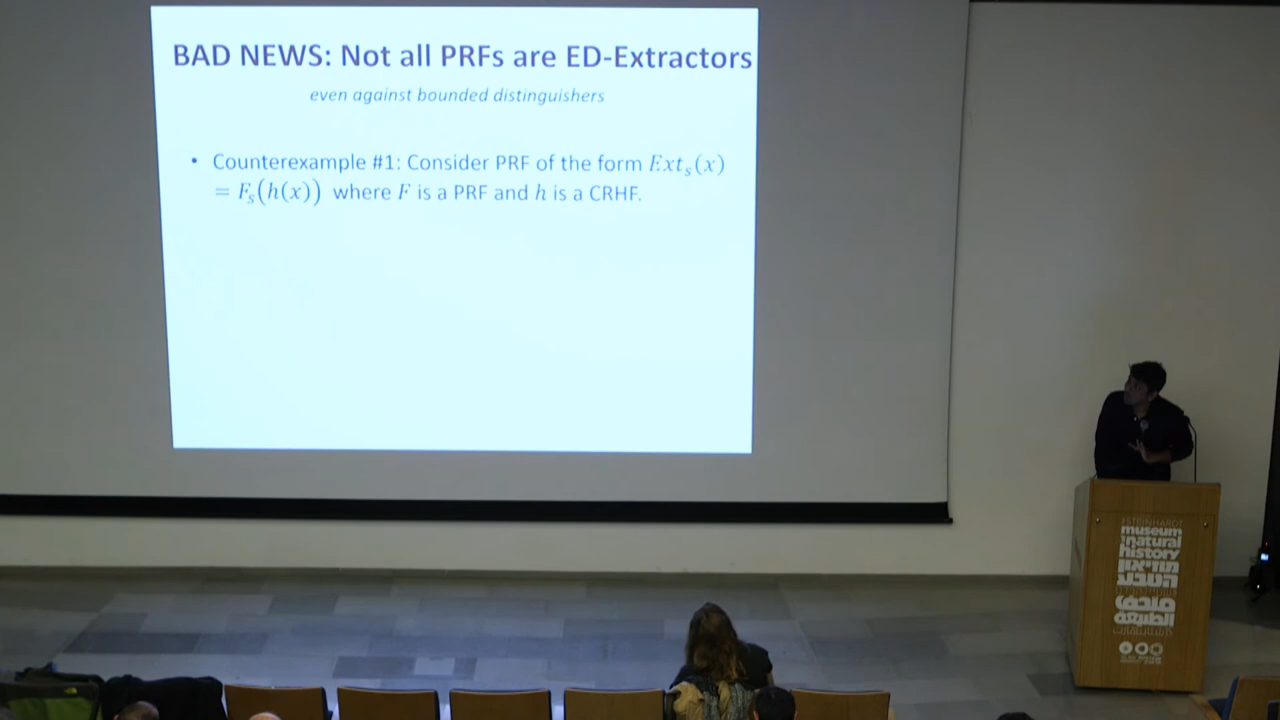 BAD NEWS: Not all PRFs are ED-Extractors
even against bounded distinguishers
• Counterexample #1: Consider PRF of the form Ext_s(x)
= F_s(h(x)) where F is a PRF and h is a CRHF.
STEINHARDT
museum
natural
history
מוזיאון
הטבע
متحف
الطبيعة